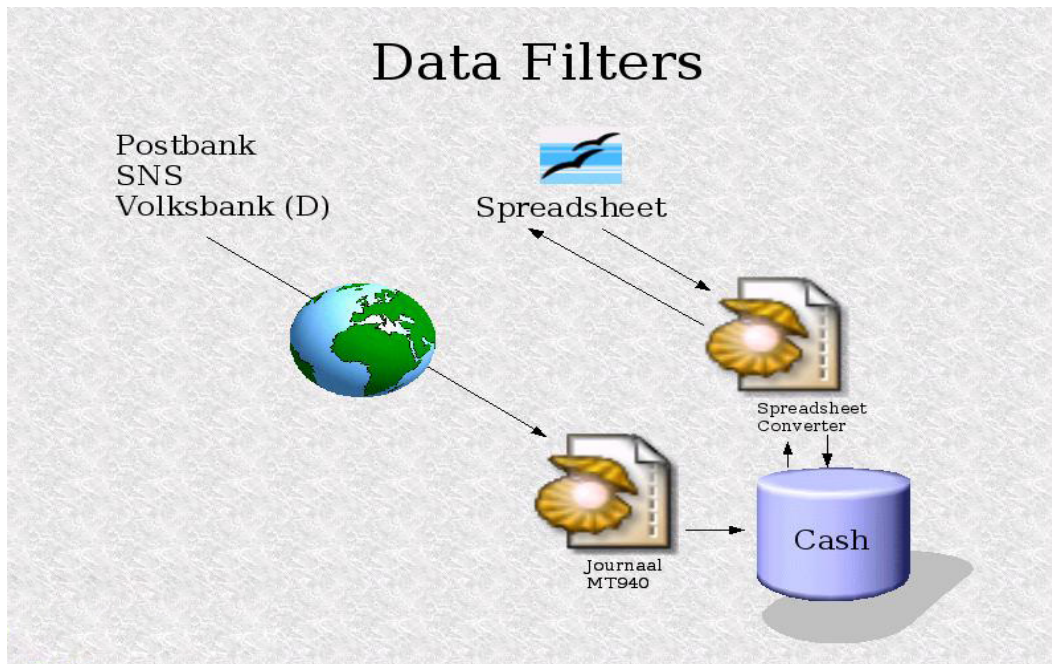 Data Filters
Postbank
SNS
Volksbank (D)
Spreadsheet
Spreadsheet
Converter
Journaal
MT940
Cash